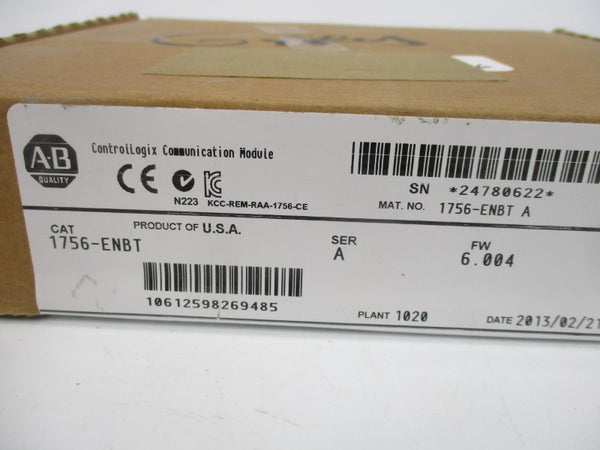 A-B
QUALITY
ControlLogix Communication Module
CE
N223
KCC-REM-RAA-1756-CE
SN *24780622*
MAT. NO. 1756-ENBT A
CAT
1756-ENBT
PRODUCT OF U.S.A.
SER
A
FW
6.004
10612598269485
PLANT 1020
DATE 2013/02/21